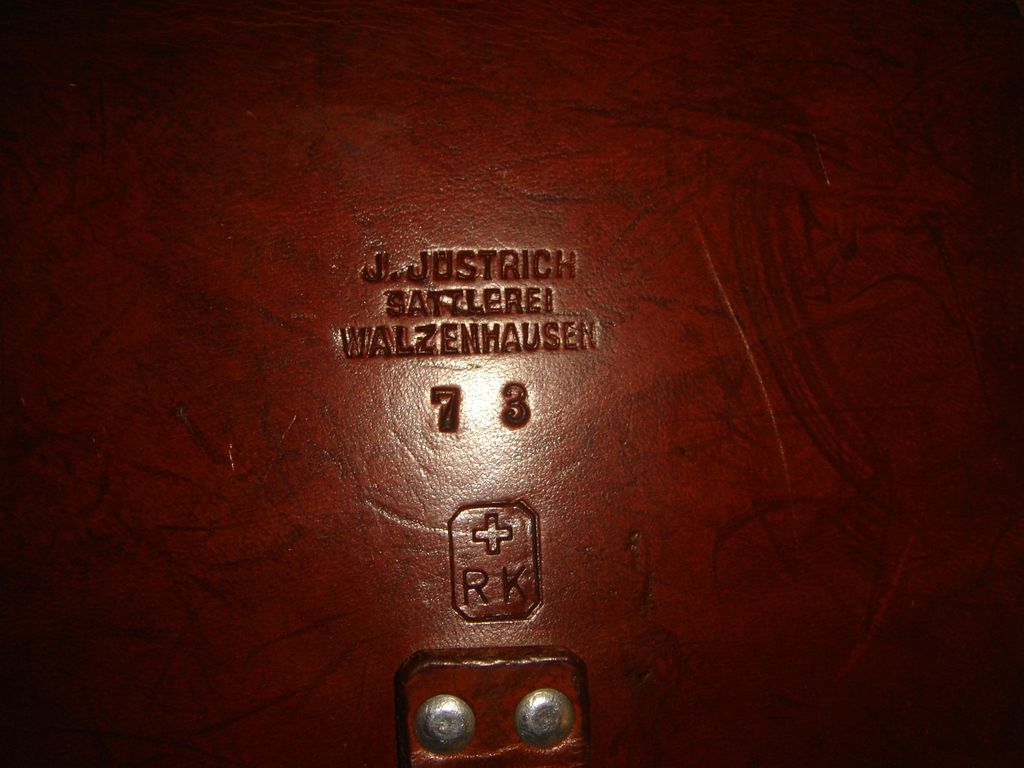 J. JÜSTRICH
SATTLEREI
WALZENHAUSEN
7 3
RK